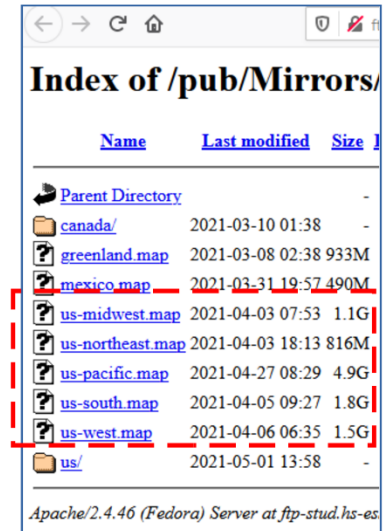 Index of /pub/Mirrors/
Name Last modified Size
Parent Directory -
canada/ 2021-03-10 01:38 -
greenland.map 2021-03-08 02:38 933M
mexico.map 2021-03-31 19:57 490M
us-midwest.map 2021-04-03 07:53 1.1G
us-northeast.map 2021-04-03 18:13 816M
us-pacific.map 2021-04-27 08:29 4.9G
us-south.map 2021-04-05 09:27 1.8G
us-west.map 2021-04-06 06:35 1.5G
us/ 2021-05-01 13:58 -
Apache/2.4.46 (Fedora) Server at ftp-stud.hs-es